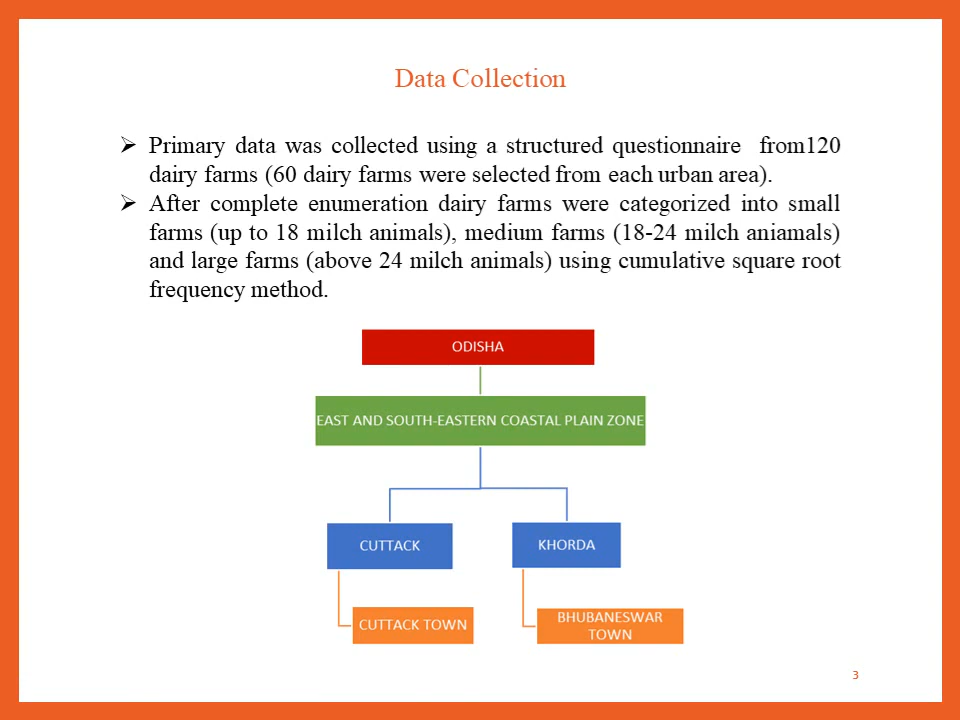 Data Collection
➢ Primary data was collected using a structured questionnaire from120
dairy farms (60 dairy farms were selected from each urban area).
➢ After complete enumeration dairy farms were categorized into small
farms (up to 18 milch animals), medium farms (18-24 milch aniamals)
and large farms (above 24 milch animals) using cumulative square root
frequency method.
ODISHA
EAST AND SOUTH-EASTERN COASTAL PLAIN ZONE
CUTTACK
KHORDA
CUTTACK TOWN
BHUBANESWAR
TOWN
3